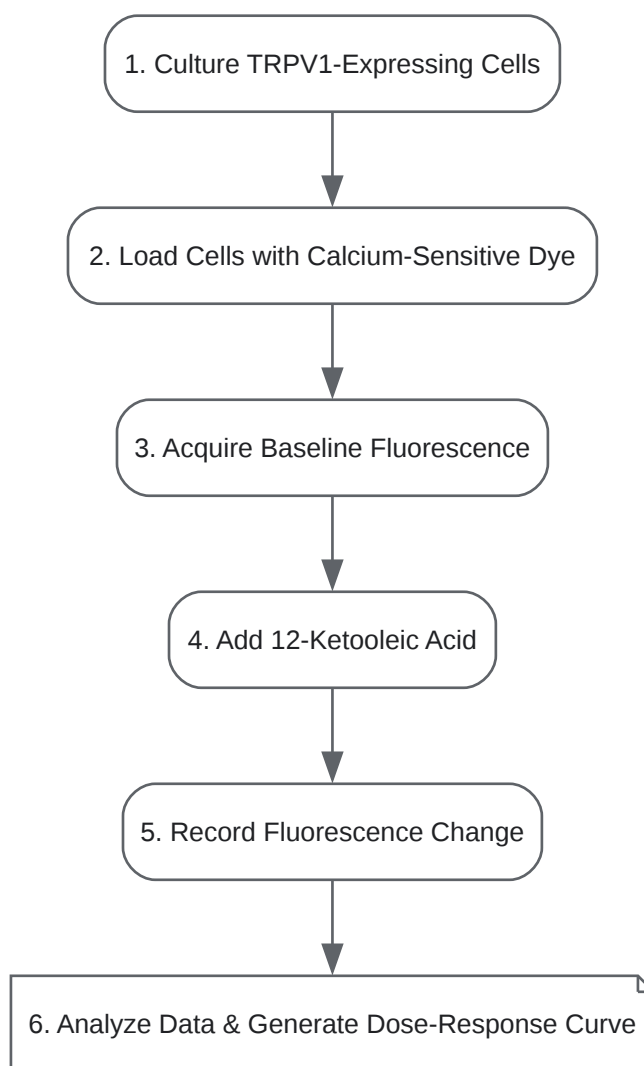 1. Culture TRPV1-Expressing Cells
2. Load Cells with Calcium-Sensitive Dye
3. Acquire Baseline Fluorescence
4. Add 12-Ketooleic Acid
5. Record Fluorescence Change
6. Analyze Data & Generate Dose-Response Curve